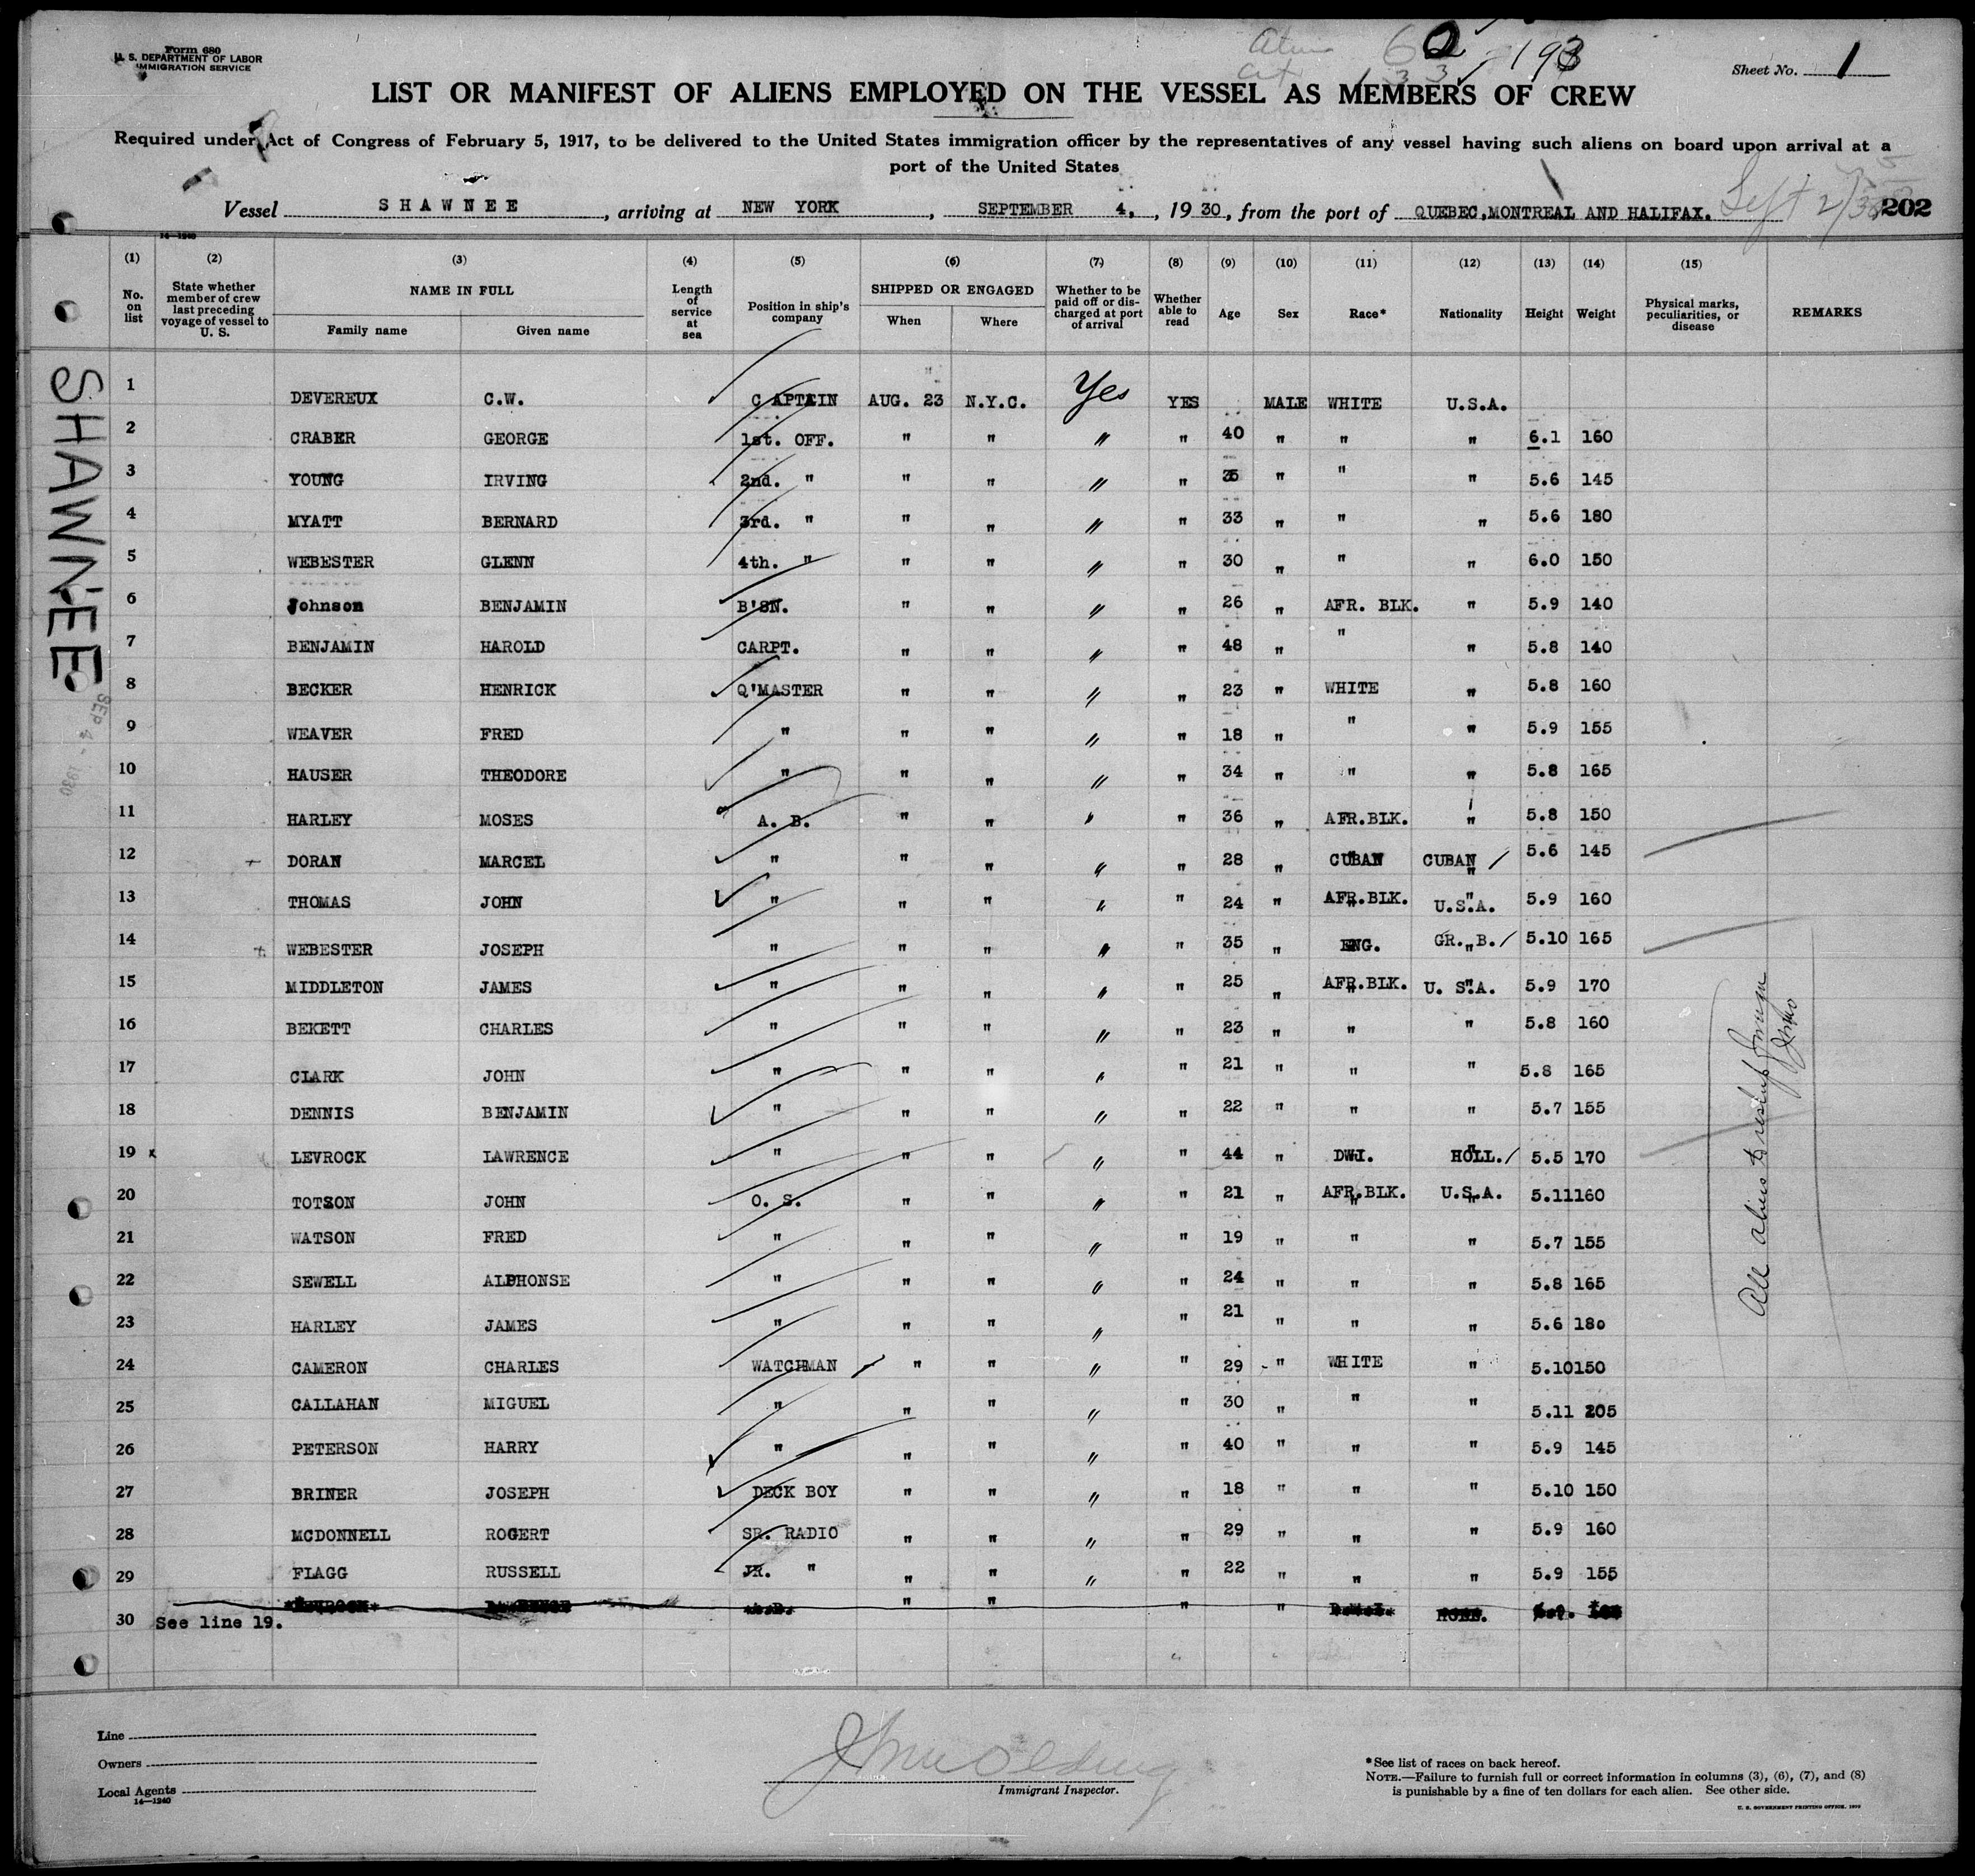 Form 680
U. S. DEPARTMENT OF LABOR
IMMIGRATION SERVICE
193
Sheet No. 1
LIST OR MANIFEST OF ALIENS EMPLOYED ON THE VESSEL AS MEMBERS OF CREW
Required under Act of Congress of February 5, 1917, to be delivered to the United States immigration officer by the representatives of any vessel having such aliens on board upon arrival at a
port of the United States
Vessel SHAWNEE, arriving at NEW YORK, SEPTEMBER 4, 1930, from the port of QUEBEC,MONTREAL AND HALIFAX. 202
14—1240
(1) (2) (3) (4) (5) (6) (7) (8) (9) (10) (11) (12) (13) (14) (15)
No. on list
State whether member of crew last preceding voyage of vessel to U. S.
NAME IN FULL
Family name Given name
Length of service at sea
Position in ship's company
SHIPPED OR ENGAGED
When Where
Whether to be paid off or discharged at port of arrival
Whether able to read
Age Sex Race* Nationality Height Weight
Physical marks, peculiarities, or disease
REMARKS
SHAWNEE
SEP 4 - 1930
1 DEVEREUX C.W. CAPTAIN AUG. 23 N.Y.C. Yes YES MALE WHITE U.S.A.
2 CRABER GEORGE 1st. OFF. " " " " 40 " " " 6.1 160
3 YOUNG IRVING 2nd. " " " " " 35 " " " 5.6 145
4 MYATT BERNARD 3rd. " " " " " 33 " " " 5.6 180
5 WEBESTER GLENN 4th. " " " " " 30 " " " 6.0 150
6 Johnson BENJAMIN B'SN. " " " " 26 " AFR. BLK. " 5.9 140
7 BENJAMIN HAROLD CARPT. " " " " 48 " " " 5.8 140
8 BECKER HENRICK Q'MASTER " " " " 23 " WHITE " 5.8 160
9 WEAVER FRED " " " " " 18 " " " 5.9 155
10 HAUSER THEODORE " " " " " 34 " " " 5.8 165
11 HARLEY MOSES A. B. " " " " 36 " AFR.BLK. " 5.8 150
12 DORAN MARCEL " " " " " 28 " CUBAN CUBAN 5.6 145
13 THOMAS JOHN " " " " " 24 " AFR.BLK. U.S.A. 5.9 160
14 WEBESTER JOSEPH " " " " " 35 " ENG. GR. B. 5.10 165
15 MIDDLETON JAMES " " " " " 25 " AFR.BLK. U. S.A. 5.9 170
16 BEKETT CHARLES " " " " " 23 " " " 5.8 160
17 CLARK JOHN " " " " " 21 " " " 5.8 165
18 DENNIS BENJAMIN " " " " " 22 " " " 5.7 155
19 x LEVROCK LAWRENCE " " " " " 44 " DWI. HOLL. 5.5 170
20 TOTZON JOHN O. S. " " " " 21 " AFR.BLK. U.S.A. 5.11 160
21 WATSON FRED " " " " " 19 " " " 5.7 155
22 SEWELL ALPHONSE " " " " " 24 " " " 5.8 165
23 HARLEY JAMES " " " " " 21 " " " 5.6 180
24 CAMERON CHARLES WATCHMAN " " " " 29 " WHITE " 5.10 150
25 CALLAHAN MIGUEL " " " " " 30 " " " 5.11 205
26 PETERSON HARRY " " " " " 40 " " " 5.9 145
27 BRINER JOSEPH DECK BOY " " " " 18 " " " 5.10 150
28 MCDONNELL ROGERT SR. RADIO " " " " 29 " " " 5.9 160
29 FLAGG RUSSELL JR. " " " " " 22 " " " 5.9 155
30 See line 19. " " " "
All aliens to reship foreign
Line
Owners
Local Agents
14—1240
Immigrant Inspector.
*See list of races on back hereof.
NOTE.—Failure to furnish full or correct information in columns (3), (6), (7), and (8)
is punishable by a fine of ten dollars for each alien. See other side.
U. S. GOVERNMENT PRINTING OFFICE